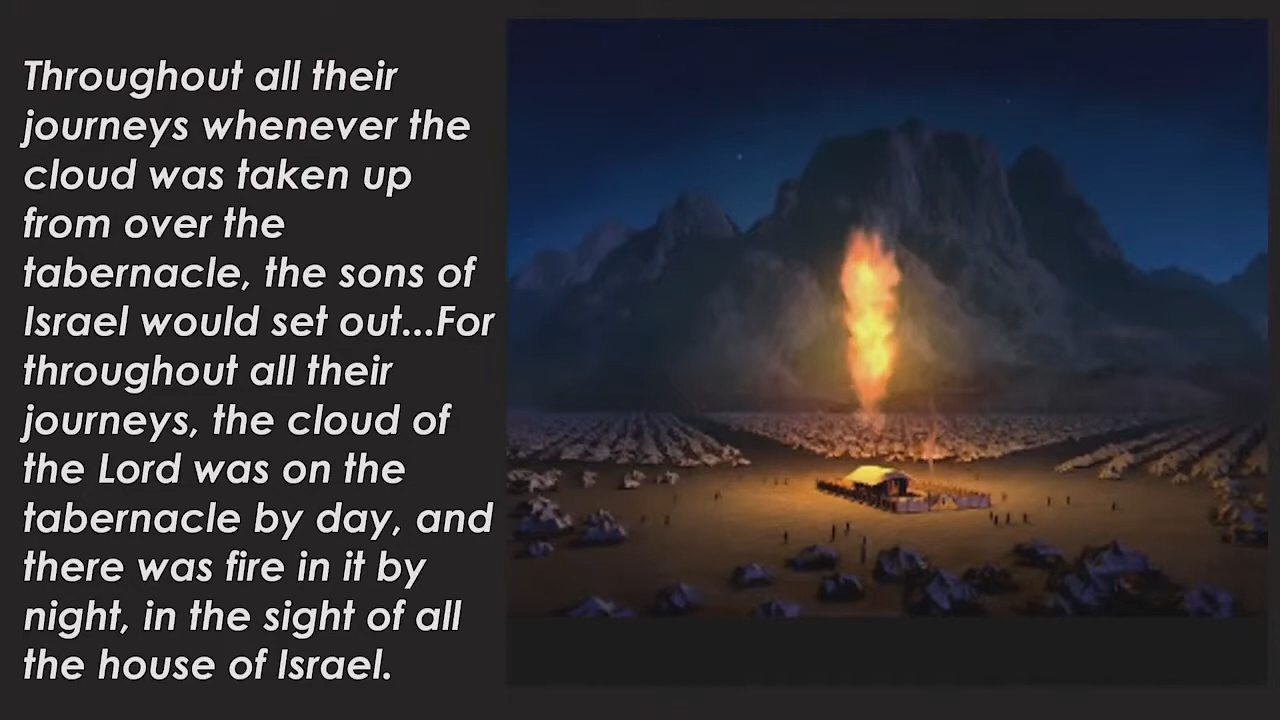 Throughout all their
journeys whenever the
cloud was taken up
from over the
tabernacle, the sons of
Israel would set out...For
throughout all their
journeys, the cloud of
the Lord was on the
tabernacle by day, and
there was fire in it by
night, in the sight of all
the house of Israel.